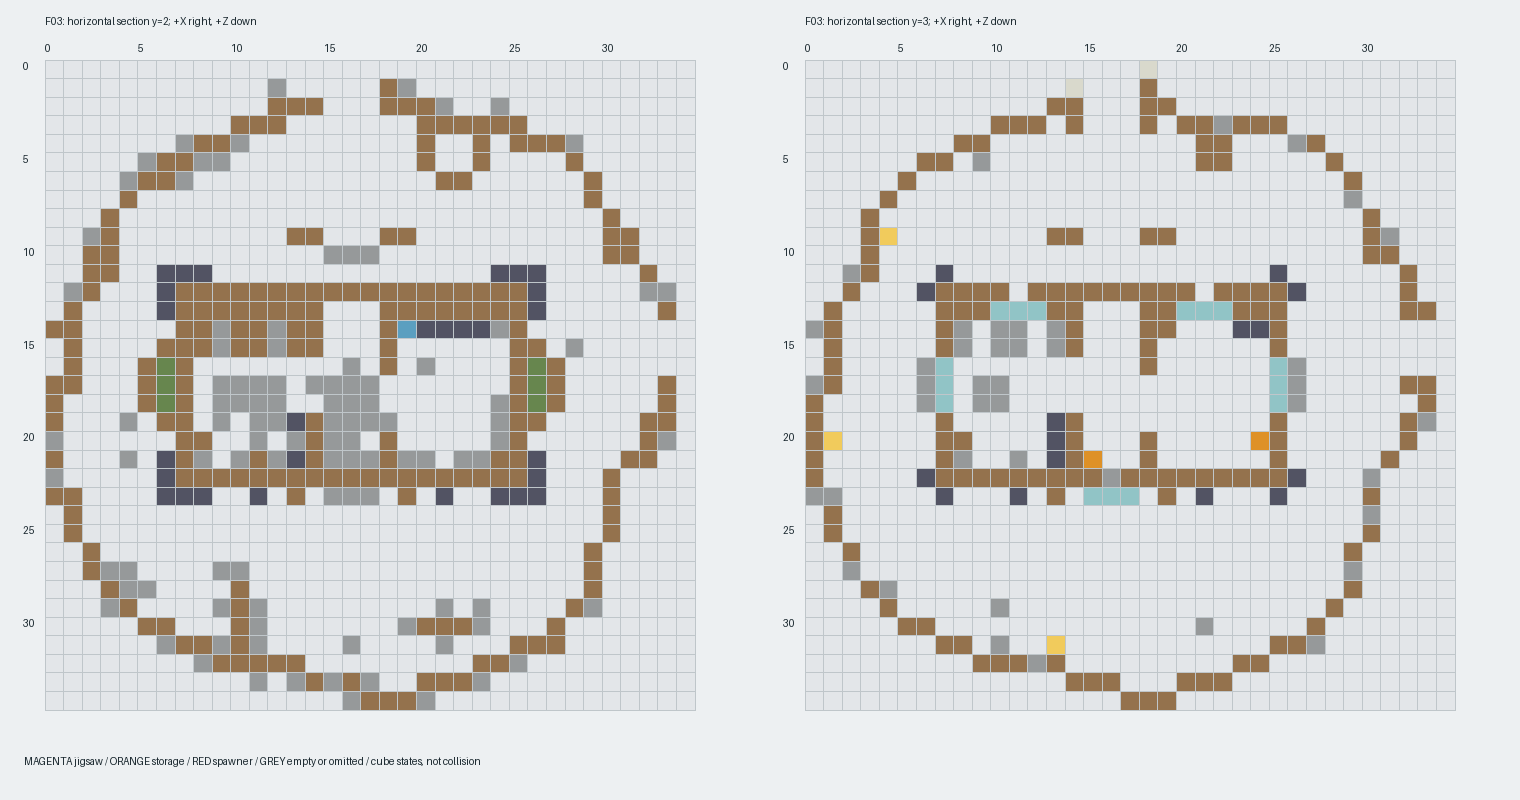 F03: horizontal section y=2; +X right, +Z down
F03: horizontal section y=3; +X right, +Z down
0 5 10 15 20 25 30
0 5 10 15 20 25 30
0 0
5 5
10 10
15 15
20 20
25 25
30 30
MAGENTA jigsaw / ORANGE storage / RED spawner / GREY empty or omitted / cube states, not collision